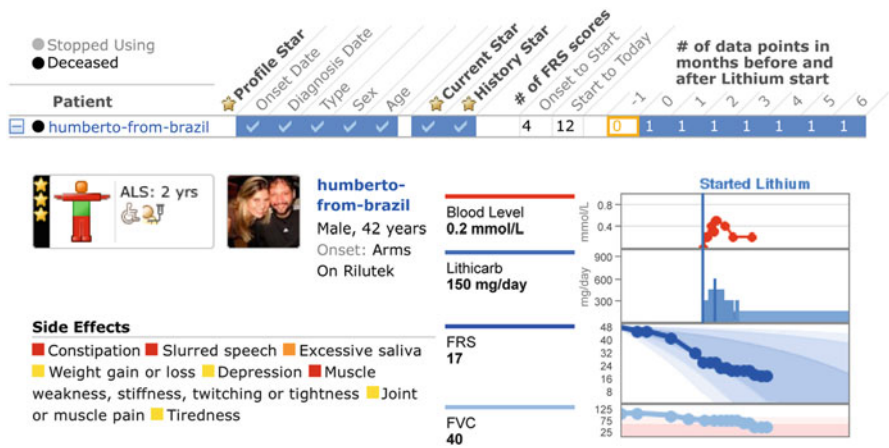 Stopped Using
Deceased
Patient
Profile Star
Onset Date
Diagnosis Date
Type
Sex
Age
Current Star
History Star
# of FRS scores
Onset to Start
Start to Today
# of data points in
months before and
after Lithium start
-1 0 1 2 3 4 5 6
humberto-from-brazil 4 12 0 1 1 1 1 1 1 1
ALS: 2 yrs
humberto-
from-brazil
Male, 42 years
Onset: Arms
On Rilutek
Side Effects
Constipation Slurred speech Excessive saliva
Weight gain or loss Depression Muscle
weakness, stiffness, twitching or tightness Joint
or muscle pain Tiredness
Blood Level
0.2 mmol/L
Lithicarb
150 mg/day
FRS
17
FVC
40
Started Lithium
mmol/L
0.8
0.4
mg/day
900
600
300
48
40
32
24
16
8
125
75
25